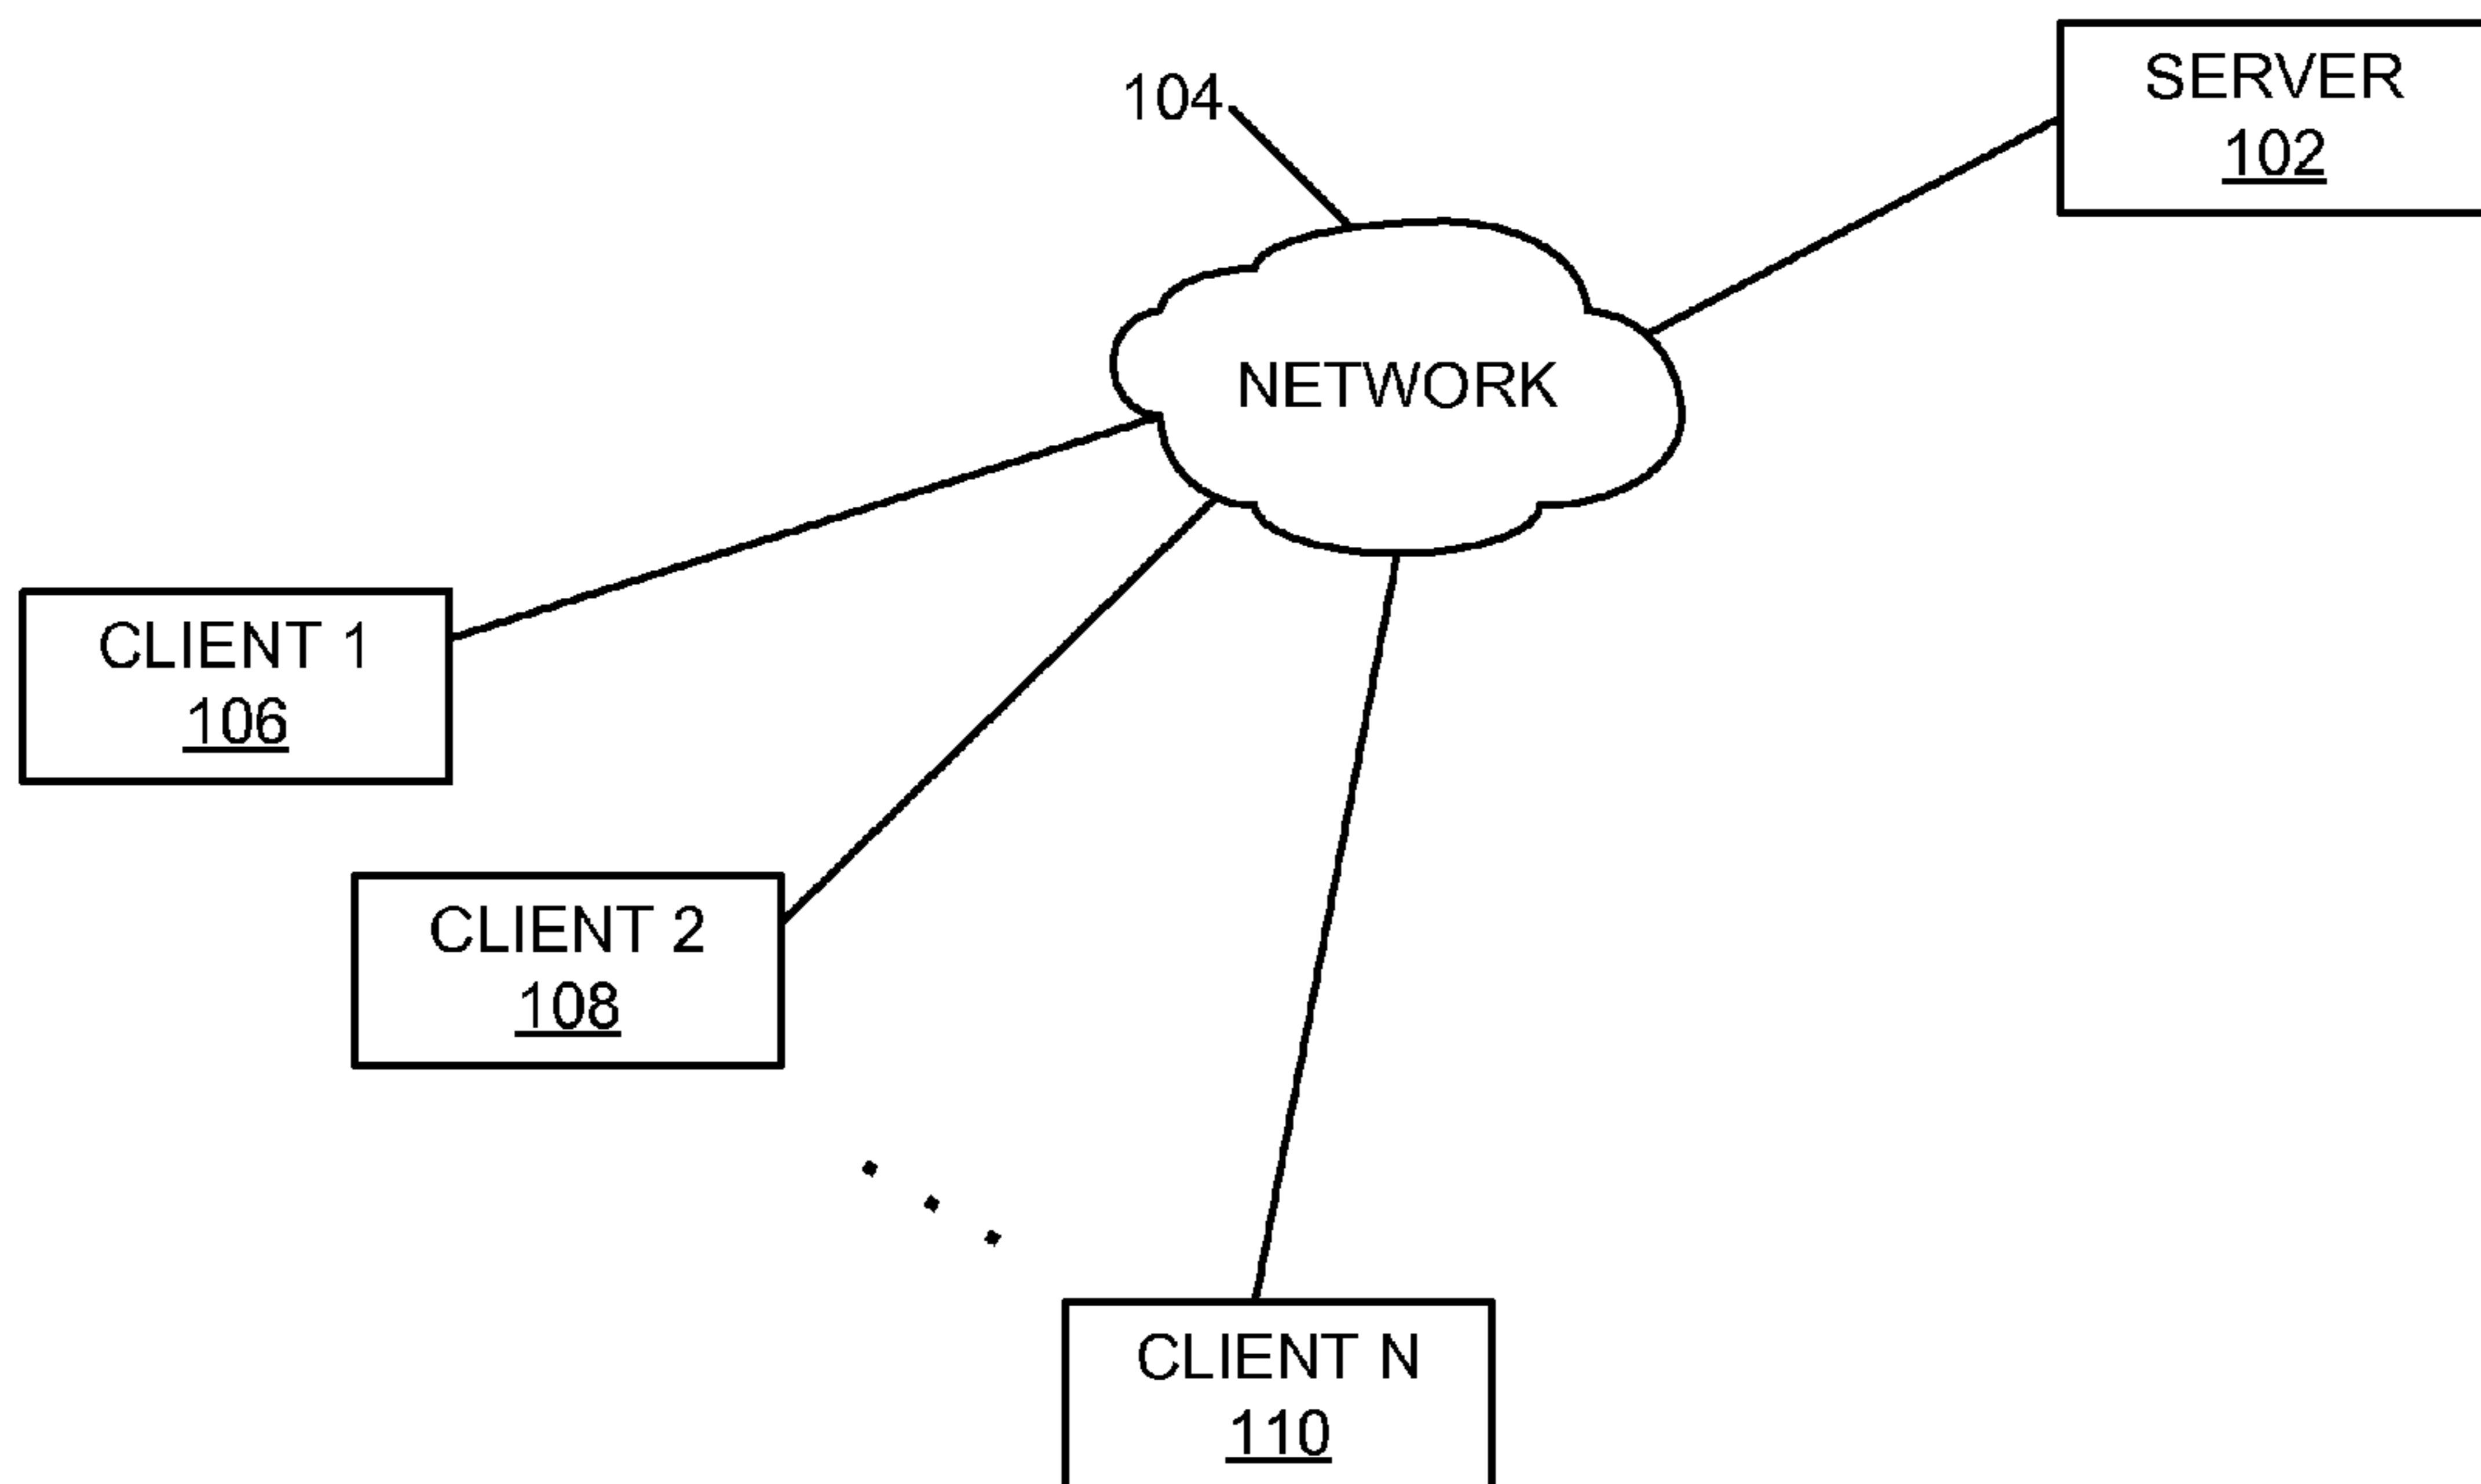 SERVER
102
104
NETWORK
CLIENT 1
106
CLIENT 2
108
CLIENT N
110